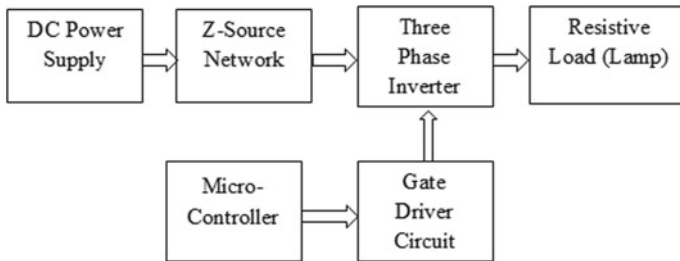 DC Power
Supply
Z-Source
Network
Three
Phase
Inverter
Resistive
Load (Lamp)
Micro-
Controller
Gate
Driver
Circuit